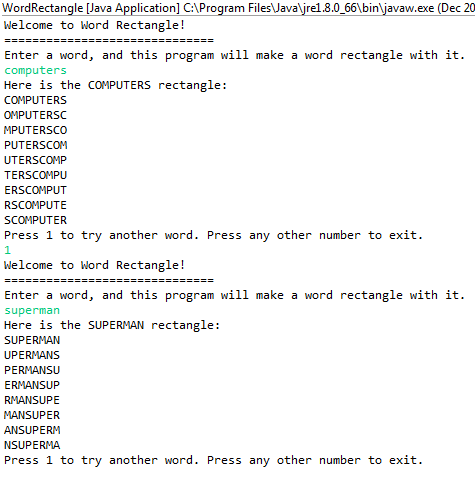 WordRectangle [Java Application] C:\Program Files\Java\jre1.8.0_66\bin\javaw.exe (Dec 20
Welcome to Word Rectangle!
==============================
Enter a word, and this program will make a word rectangle with it.
computers
Here is the COMPUTERS rectangle:
COMPUTERS
OMPUTERSC
MPUTERSCO
PUTERSCOM
UTERSCOMP
TERSCOMPU
ERSCOMPUT
RSCOMPUTE
SCOMPUTER
Press 1 to try another word. Press any other number to exit.
1
Welcome to Word Rectangle!
==============================
Enter a word, and this program will make a word rectangle with it.
superman
Here is the SUPERMAN rectangle:
SUPERMAN
UPERMANS
PERMANSU
ERMANSUP
RMANSUPE
MANSUPER
ANSUPERM
NSUPERMA
Press 1 to try another word. Press any other number to exit.